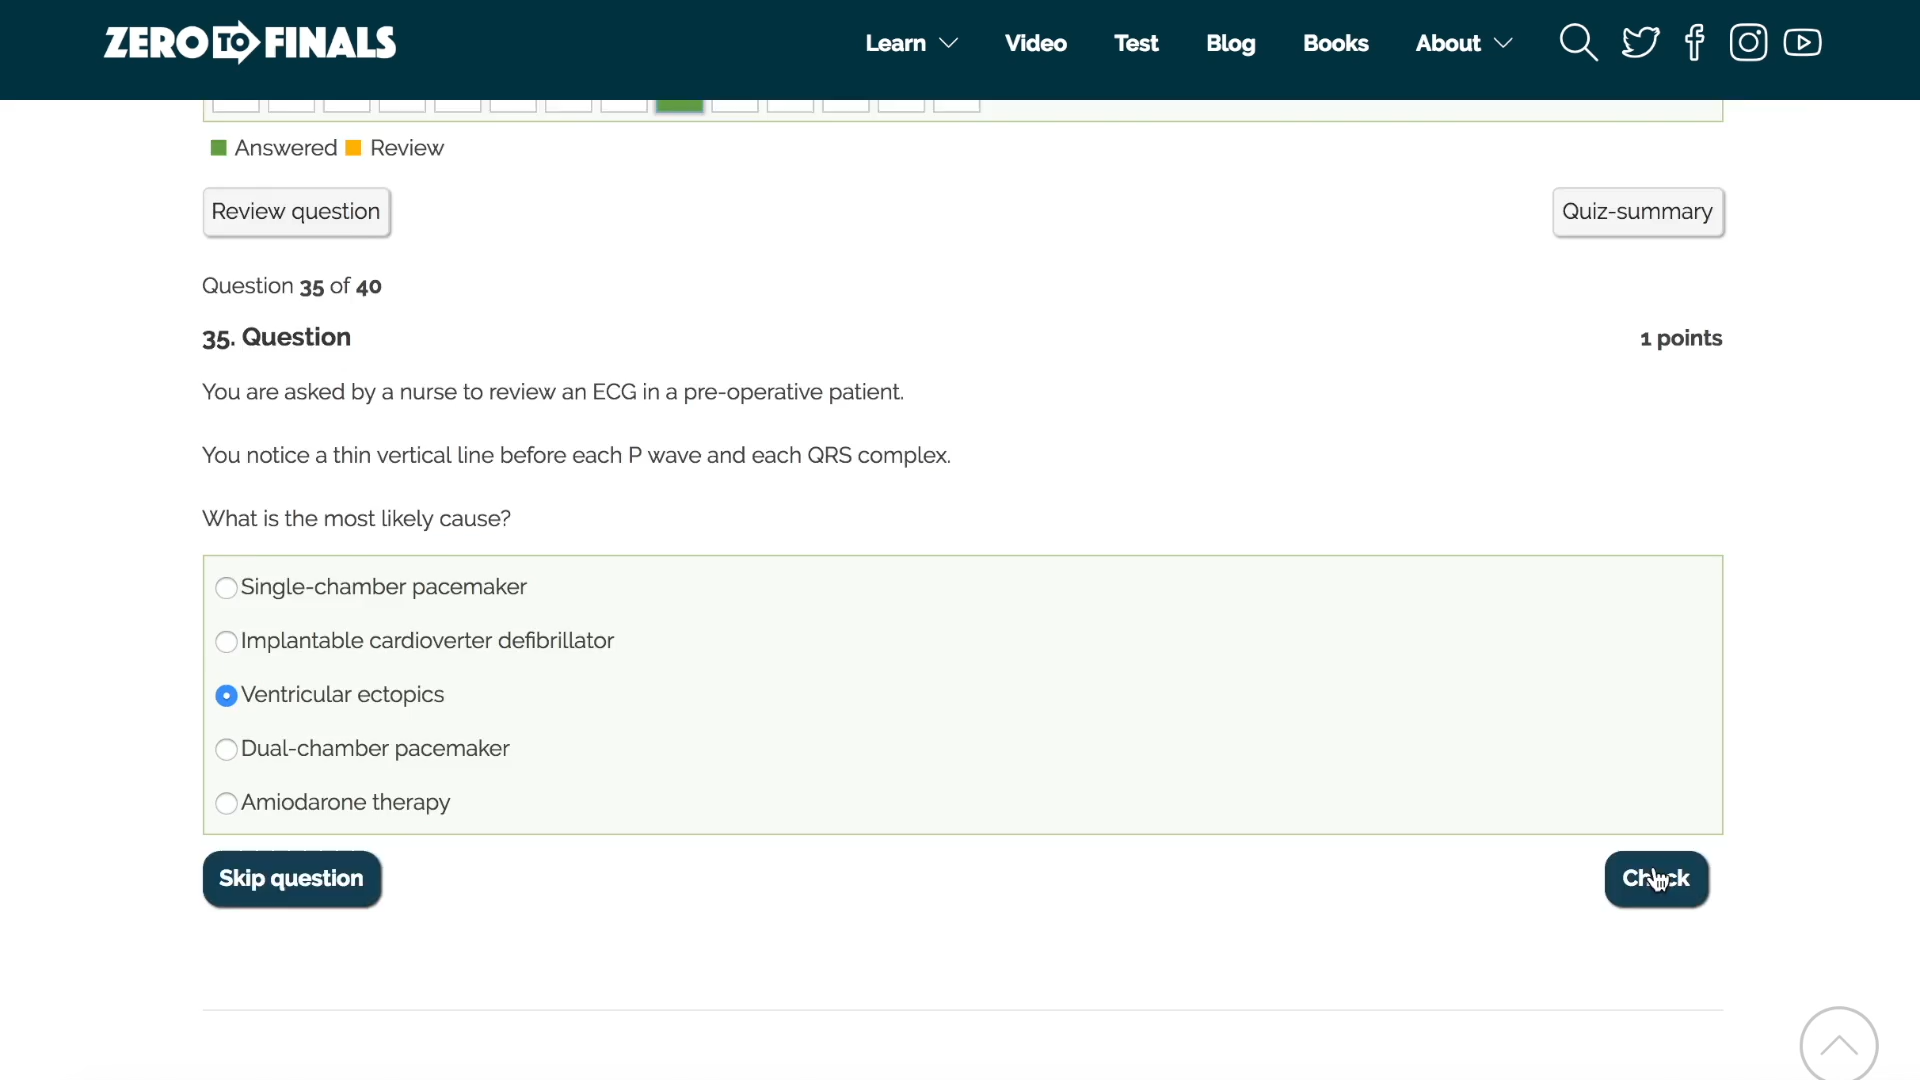 ZERO TO FINALS
Learn Video Test Blog Books About
Answered Review
Review question Quiz-summary
Question 35 of 40
35. Question 1 points
You are asked by a nurse to review an ECG in a pre-operative patient.
You notice a thin vertical line before each P wave and each QRS complex.
What is the most likely cause?
Single-chamber pacemaker
Implantable cardioverter defibrillator
Ventricular ectopics
Dual-chamber pacemaker
Amiodarone therapy
Skip question Check